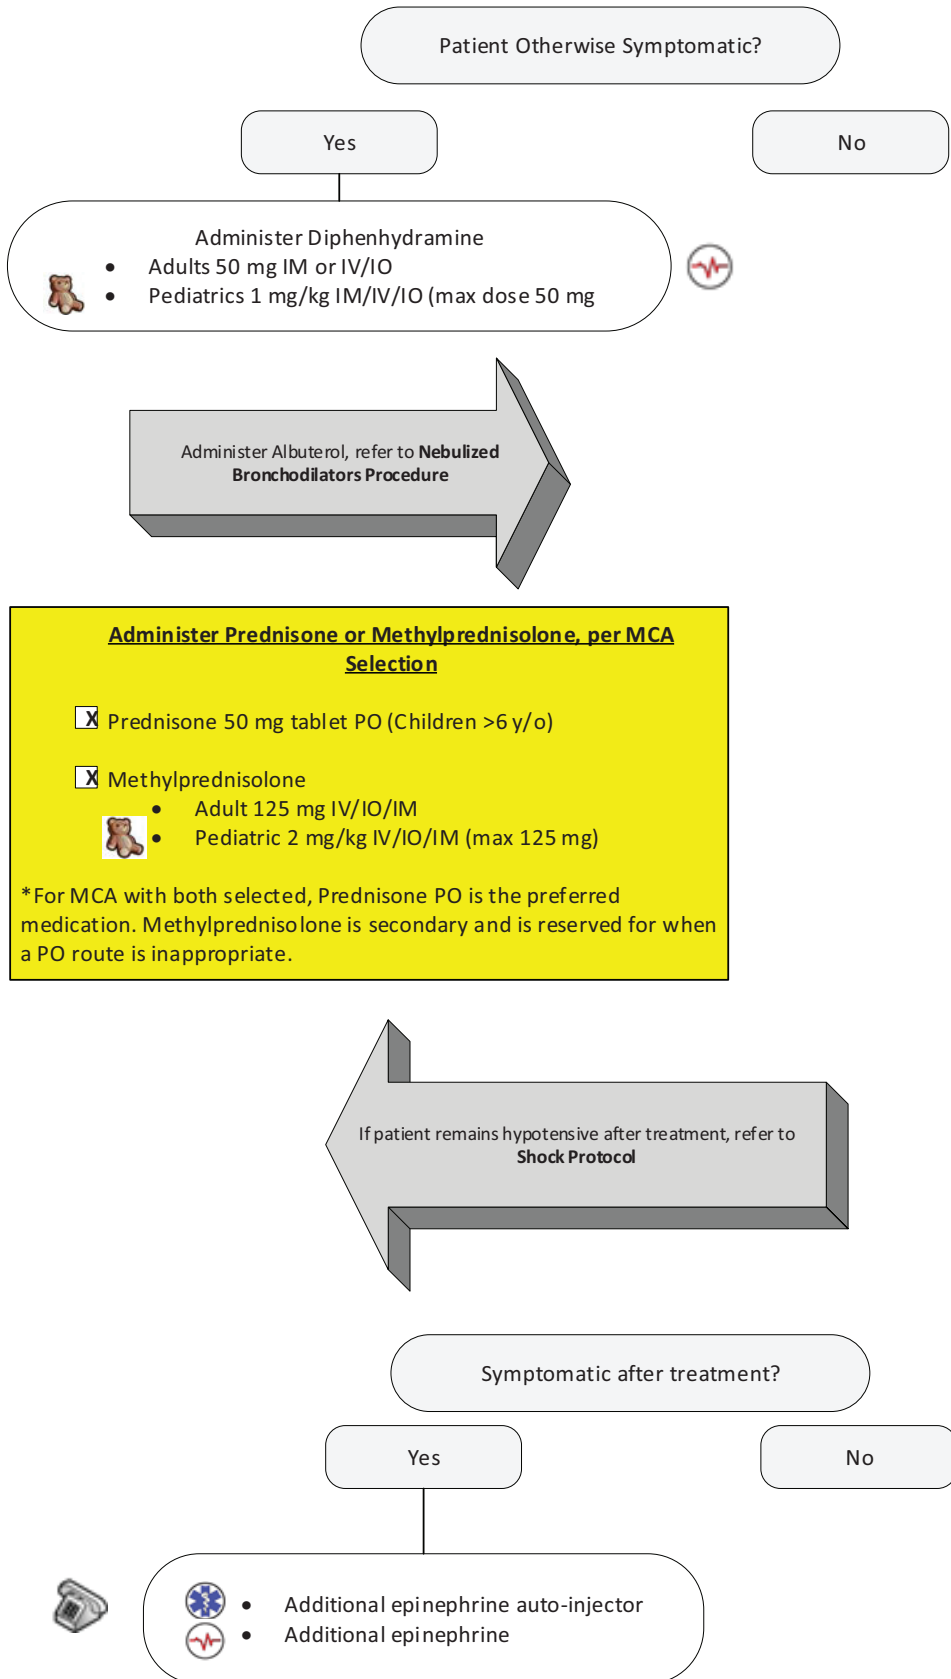 Patient Otherwise Symptomatic?
Yes
No
Administer Diphenhydramine
• Adults 50 mg IM or IV/IO
• Pediatrics 1 mg/kg IM/IV/IO (max dose 50 mg
Administer Albuterol, refer to Nebulized
Bronchodilators Procedure
Administer Prednisone or Methylprednisolone, per MCA
Selection
X Prednisone 50 mg tablet PO (Children >6 y/o)
X Methylprednisolone
• Adult 125 mg IV/IO/IM
• Pediatric 2 mg/kg IV/IO/IM (max 125 mg)
*For MCA with both selected, Prednisone PO is the preferred
medication. Methylprednisolone is secondary and is reserved for when
a PO route is inappropriate.
If patient remains hypotensive after treatment, refer to
Shock Protocol
Symptomatic after treatment?
Yes
No
• Additional epinephrine auto-injector
• Additional epinephrine